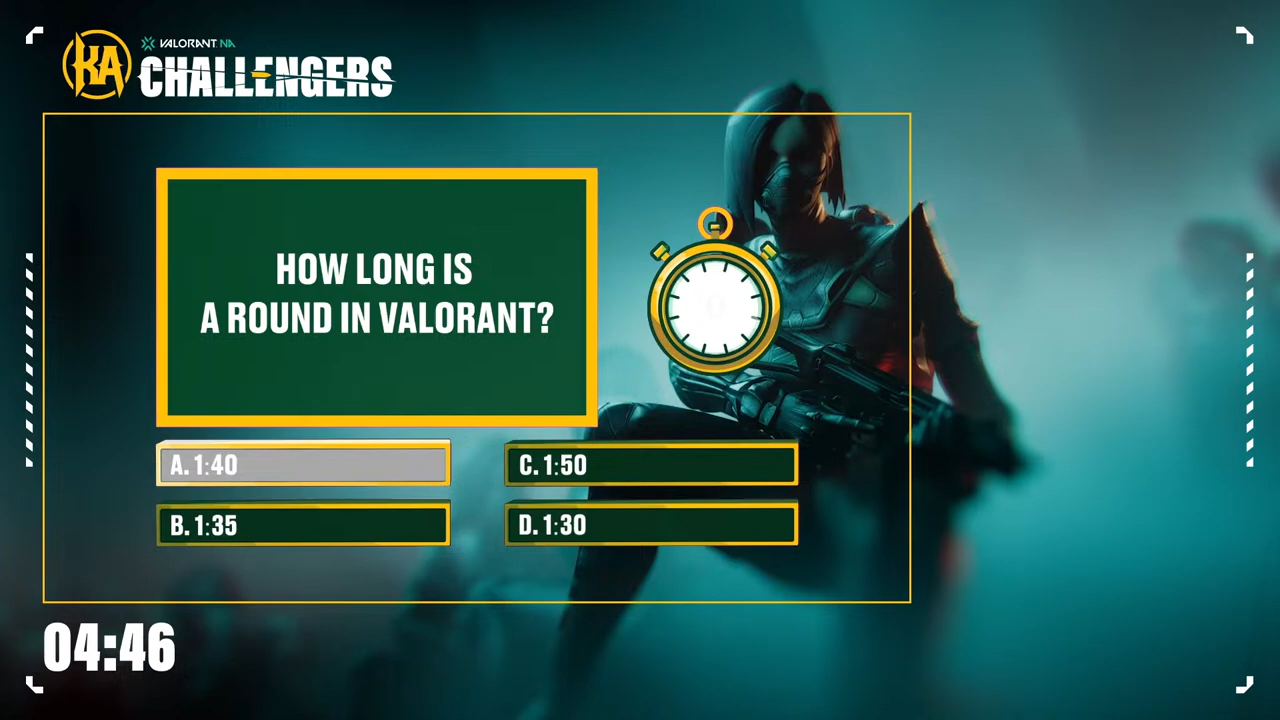 KA
VALORANT NA
CHALLENGERS
HOW LONG IS
A ROUND IN VALORANT?
A. 1:40
C. 1:50
B. 1:35
D. 1:30
04:46